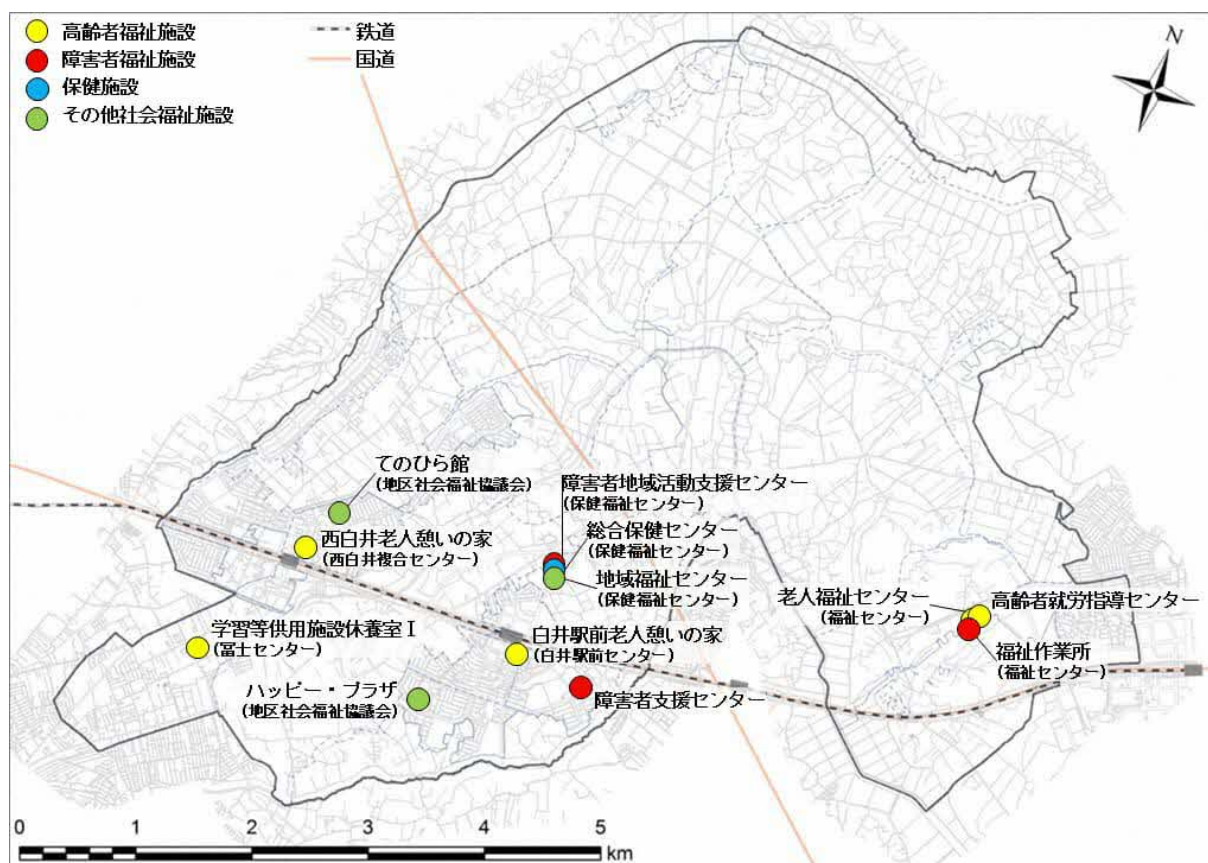 高齢者福祉施設
障害者福祉施設
保健施設
その他社会福祉施設
鉄道
国道
N
てのひら館
(地区社会福祉協議会)
西白井老人憩いの家
(西白井複合センター)
障害者地域活動支援センター
(保健福祉センター)
総合保健センター
(保健福祉センター)
地域福祉センター
(保健福祉センター)
老人福祉センター
(福祉センター)
高齢者就労指導センター
福祉作業所
(福祉センター)
学習等供用施設休養室Ⅰ
(冨士センター)
白井駅前老人憩いの家
(白井駅前センター)
ハッピー・プラザ
(地区社会福祉協議会)
障害者支援センター
0 1 2 3 4 5
km